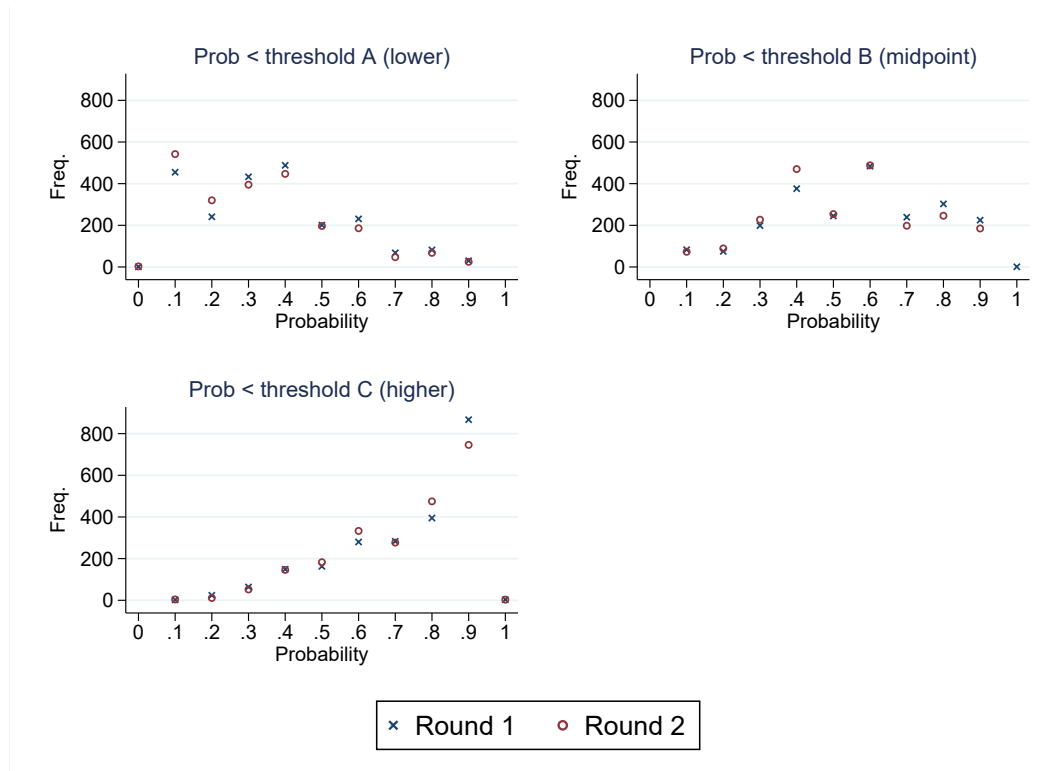 Prob < threshold A (lower)
800
600
400
200
0
Freq.
0 .1 .2 .3 .4 .5 .6 .7 .8 .9 1
Probability
Prob < threshold B (midpoint)
800
600
400
200
0
Freq.
0 .1 .2 .3 .4 .5 .6 .7 .8 .9 1
Probability
Prob < threshold C (higher)
800
600
400
200
0
Freq.
0 .1 .2 .3 .4 .5 .6 .7 .8 .9 1
Probability
Round 1 Round 2